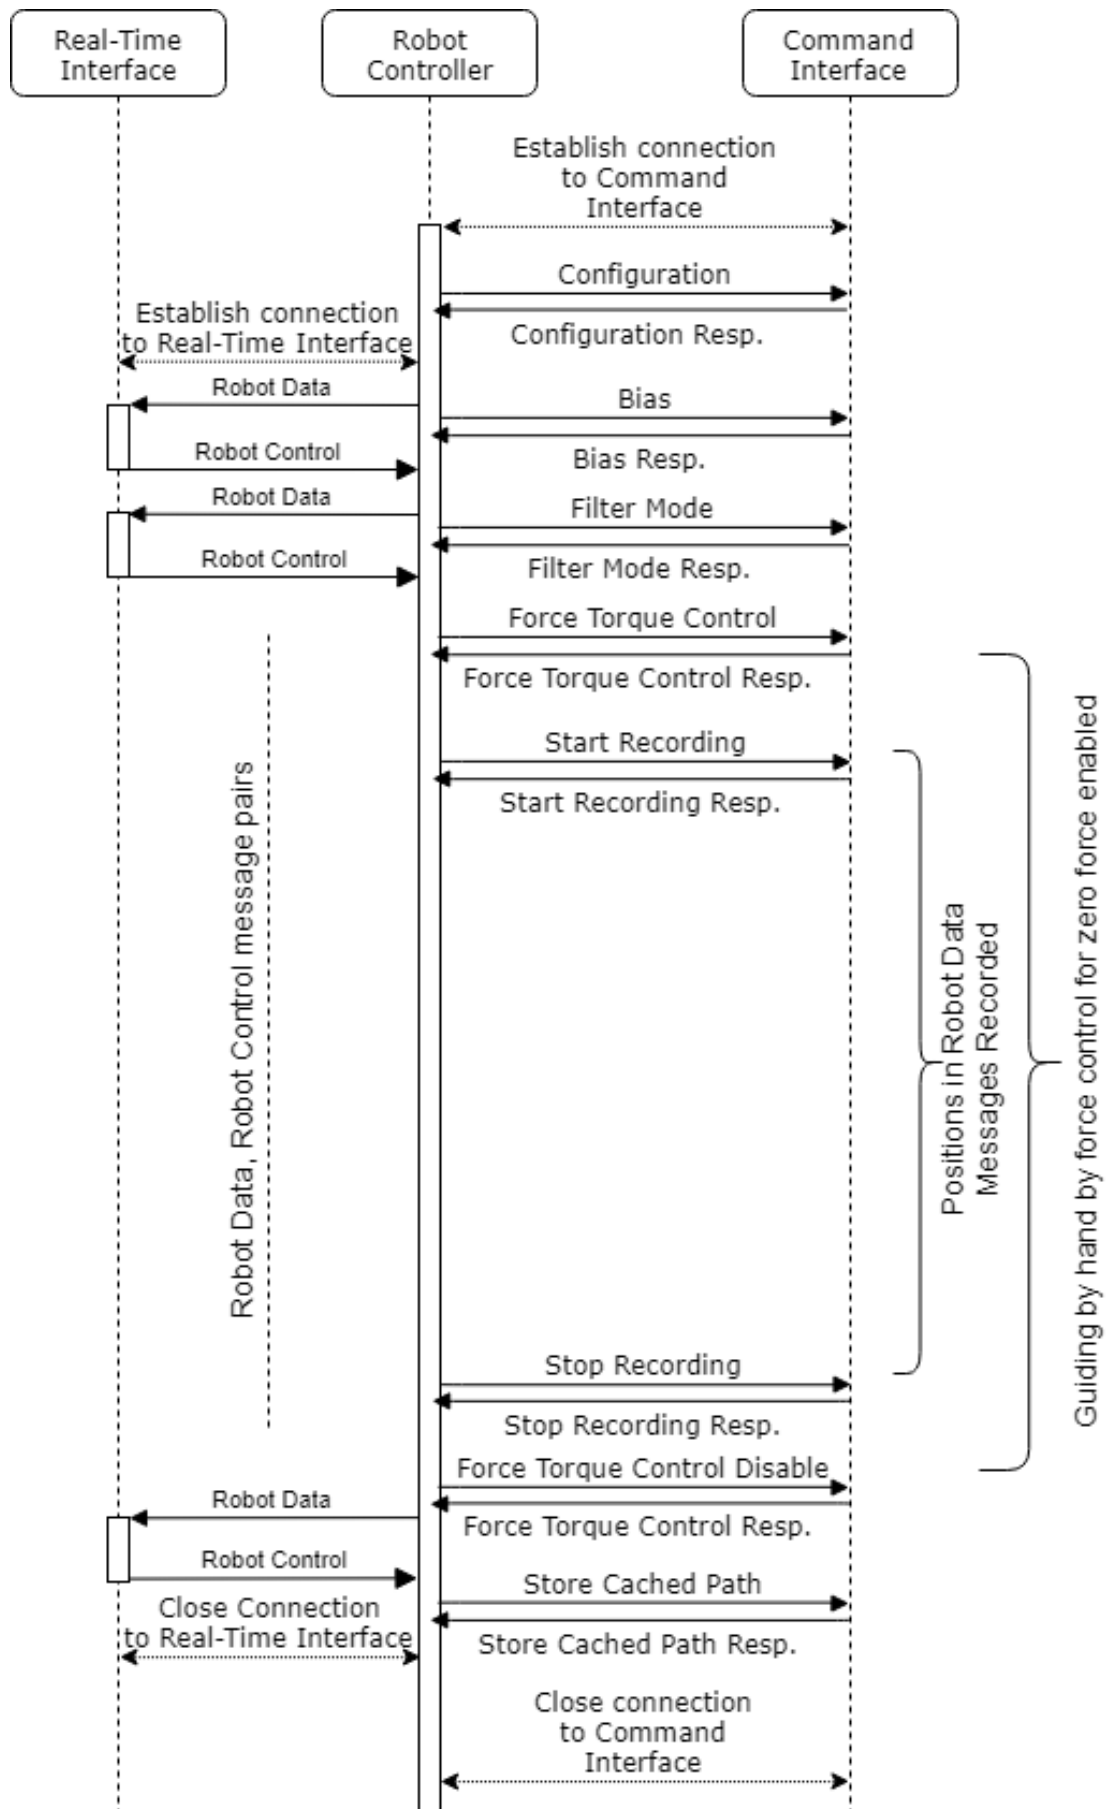 Real-Time
Interface
Robot
Controller
Command
Interface
Establish connection
to Command
Interface
Configuration
Configuration Resp.
Establish connection
to Real-Time Interface
Robot Data
Bias
Robot Control
Bias Resp.
Robot Data
Filter Mode
Robot Control
Filter Mode Resp.
Force Torque Control
Force Torque Control Resp.
Start Recording
Start Recording Resp.
Robot Data, Robot Control message pairs
Positions in Robot Data
Messages Recorded
Guiding by hand by force control for zero force enabled
Stop Recording
Stop Recording Resp.
Force Torque Control Disable
Robot Data
Force Torque Control Resp.
Robot Control
Store Cached Path
Close Connection
to Real-Time Interface
Store Cached Path Resp.
Close connection
to Command
Interface